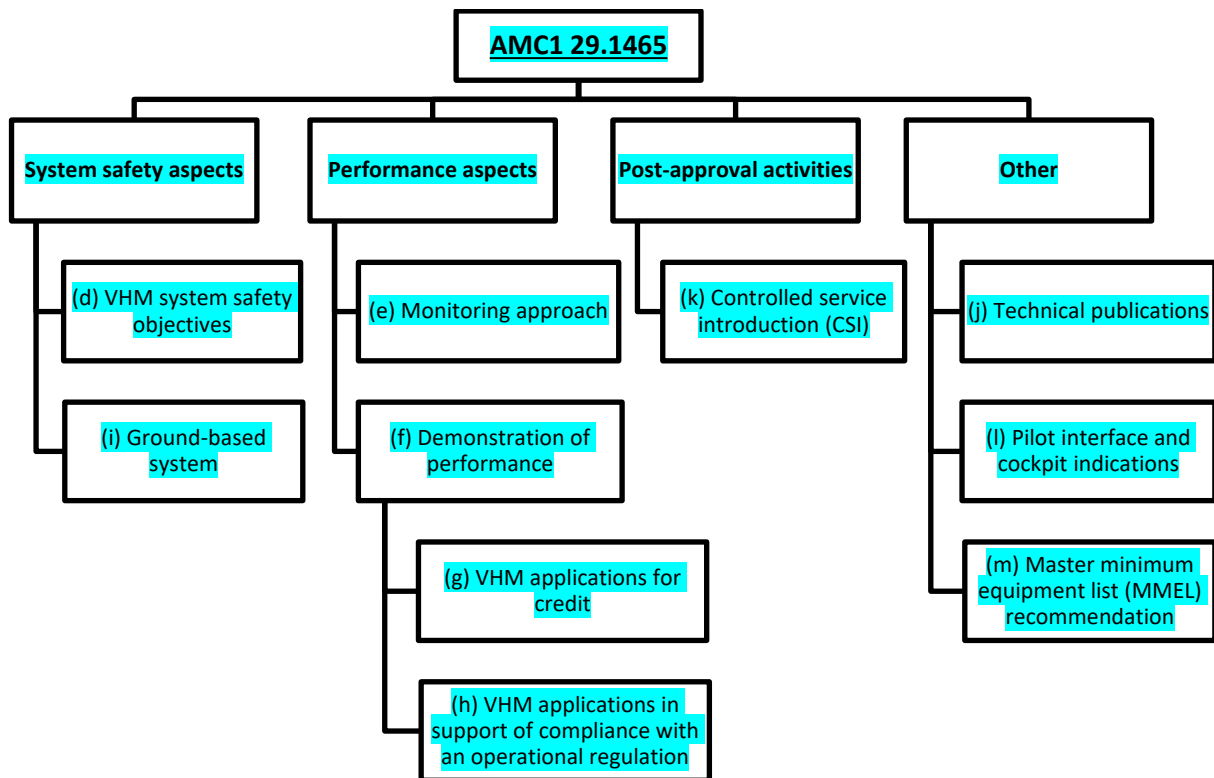 AMC1 29.1465
System safety aspects
Performance aspects
Post-approval activities
Other
(d) VHM system safety
objectives
(i) Ground-based
system
(e) Monitoring approach
(f) Demonstration of
performance
(g) VHM applications for
credit
(h) VHM applications in
support of compliance with
an operational regulation
(k) Controlled service
introduction (CSI)
(j) Technical publications
(l) Pilot interface and
cockpit indications
(m) Master minimum
equipment list (MMEL)
recommendation